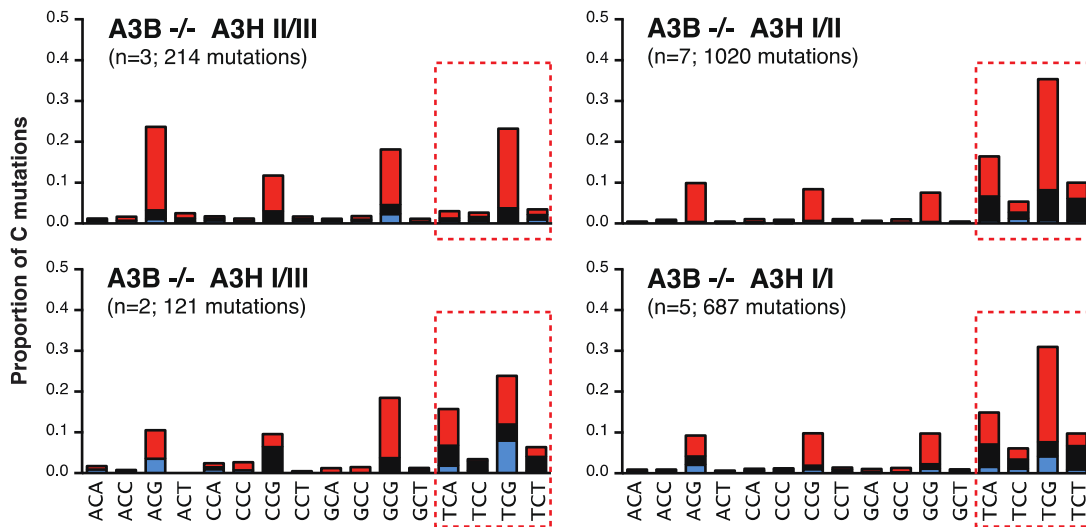 Proportion of C mutations
A3B -/- A3H II/III
(n=3; 214 mutations)
0.5
0.4
0.3
0.2
0.1
0.0
A3B -/- A3H I/II
(n=7; 1020 mutations)
0.5
0.4
0.3
0.2
0.1
0.0
A3B -/- A3H I/III
(n=2; 121 mutations)
0.5
0.4
0.3
0.2
0.1
0.0
ACA
ACC
ACG
ACT
CCA
CCC
CCG
CCT
GCA
GCC
GCG
GCT
TCA
TCC
TCG
TCT
A3B -/- A3H I/I
(n=5; 687 mutations)
0.5
0.4
0.3
0.2
0.1
0.0
ACA
ACC
ACG
ACT
CCA
CCC
CCG
CCT
GCA
GCC
GCG
GCT
TCA
TCC
TCG
TCT